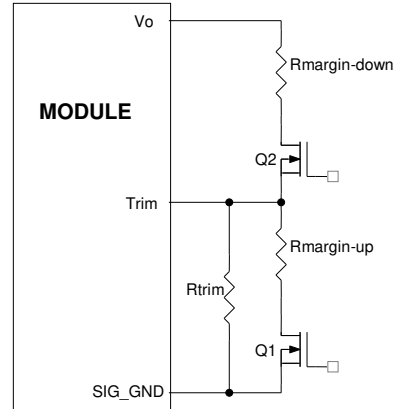 Vo
Rmargin-down
MODULE
Q2
Trim
Rmargin-up
Rtrim
Q1
SIG_GND